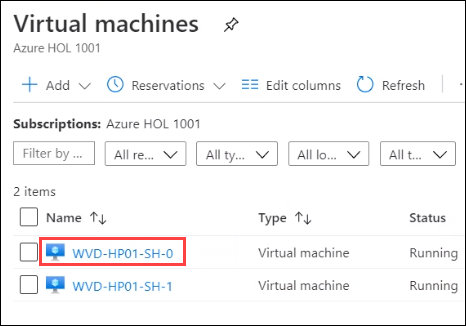 Virtual machines
Azure HOL 1001
Add Reservations Edit columns Refresh
Subscriptions: Azure HOL 1001
Filter by ... All re... All ty... All lo... All t...
2 items
Name Type Status
WVD-HP01-SH-0 Virtual machine Running
WVD-HP01-SH-1 Virtual machine Running